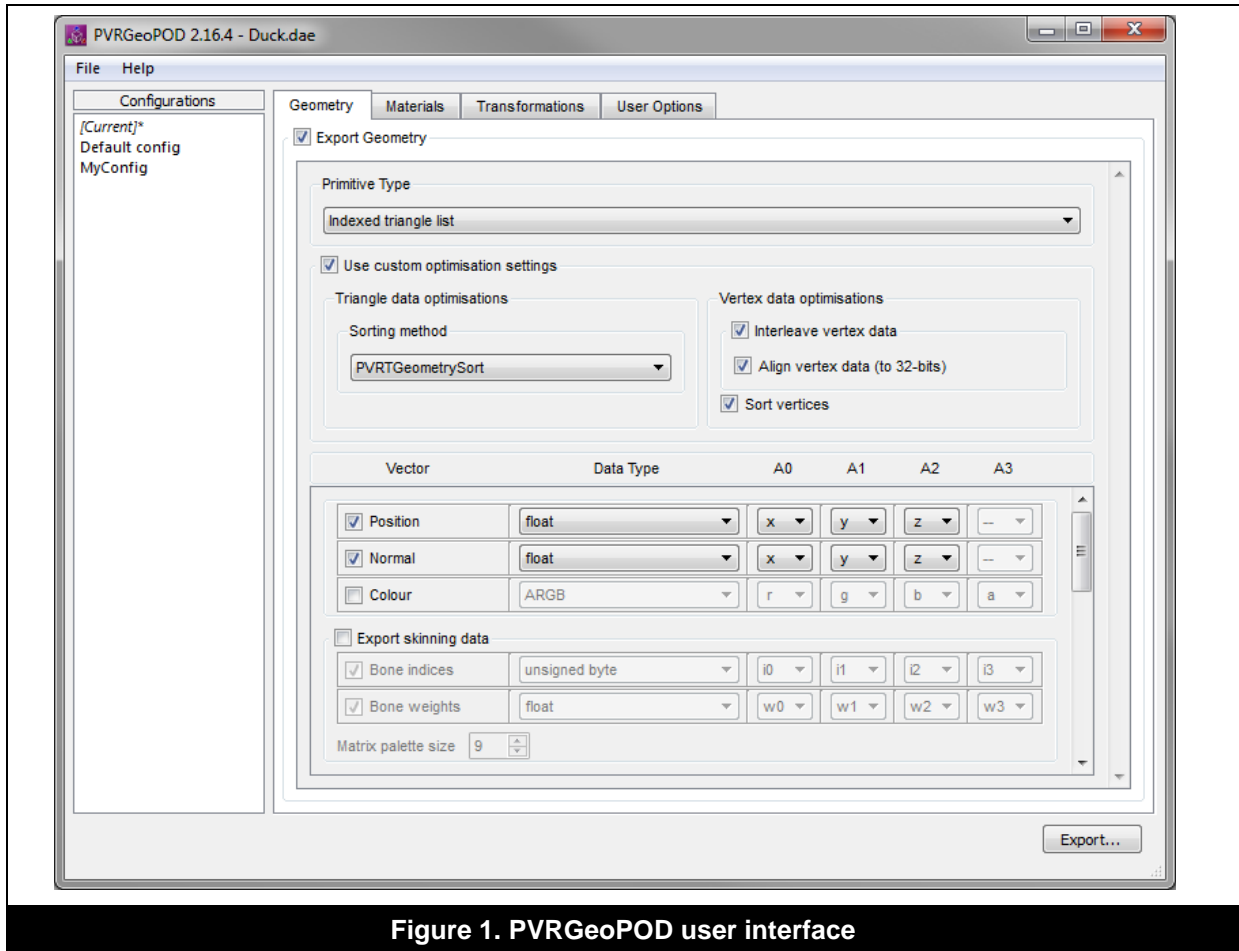 PVRGeoPOD 2.16.4 - Duck.dae
File Help
Configurations
[Current]*
Default config
MyConfig
Geometry Materials Transformations User Options
Export Geometry
Primitive Type
Indexed triangle list
Use custom optimisation settings
Triangle data optimisations Vertex data optimisations
Sorting method Interleave vertex data
PVRTGeometrySort Align vertex data (to 32-bits)
Sort vertices
Vector Data Type A0 A1 A2 A3
Position float x y z --
Normal float x y z --
Colour ARGB r g b a
Export skinning data
Bone indices unsigned byte i0 i1 i2 i3
Bone weights float w0 w1 w2 w3
Matrix palette size 9
Export...
Figure 1. PVRGeoPOD user interface